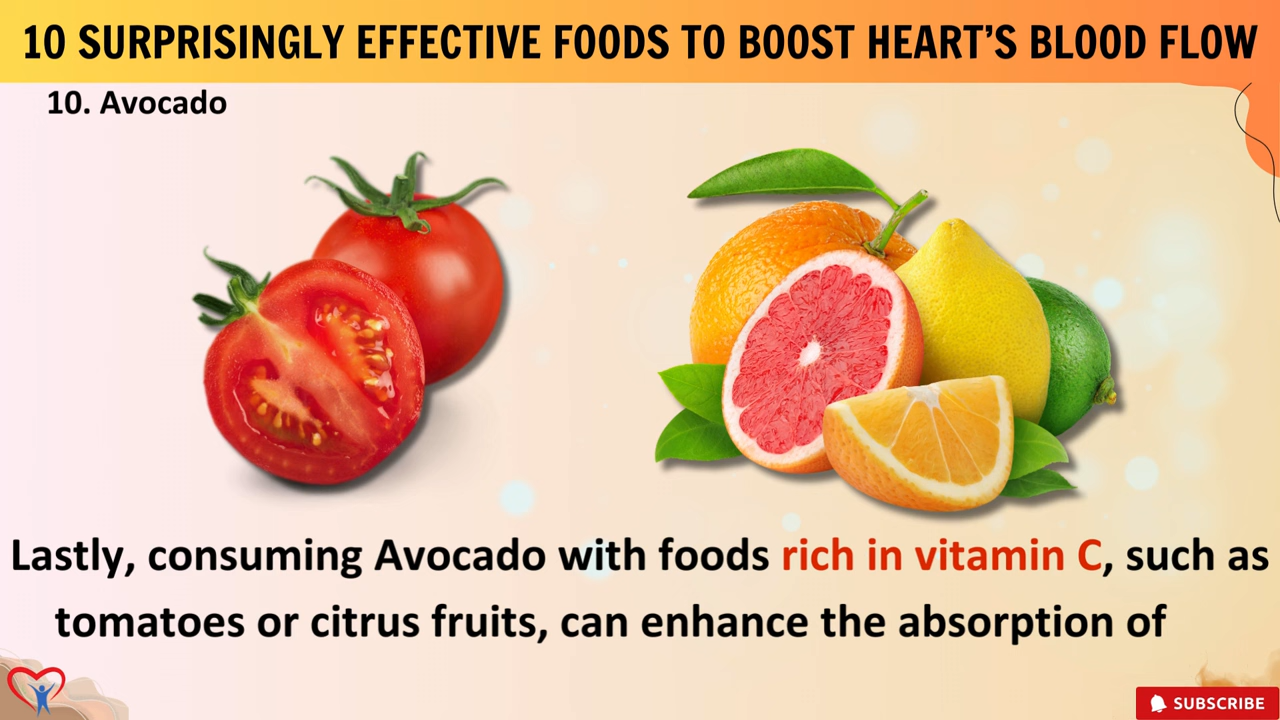 10 SURPRISINGLY EFFECTIVE FOODS TO BOOST HEART’S BLOOD FLOW
10. Avocado
Lastly, consuming Avocado with foods rich in vitamin C, such as
tomatoes or citrus fruits, can enhance the absorption of
SUBSCRIBE